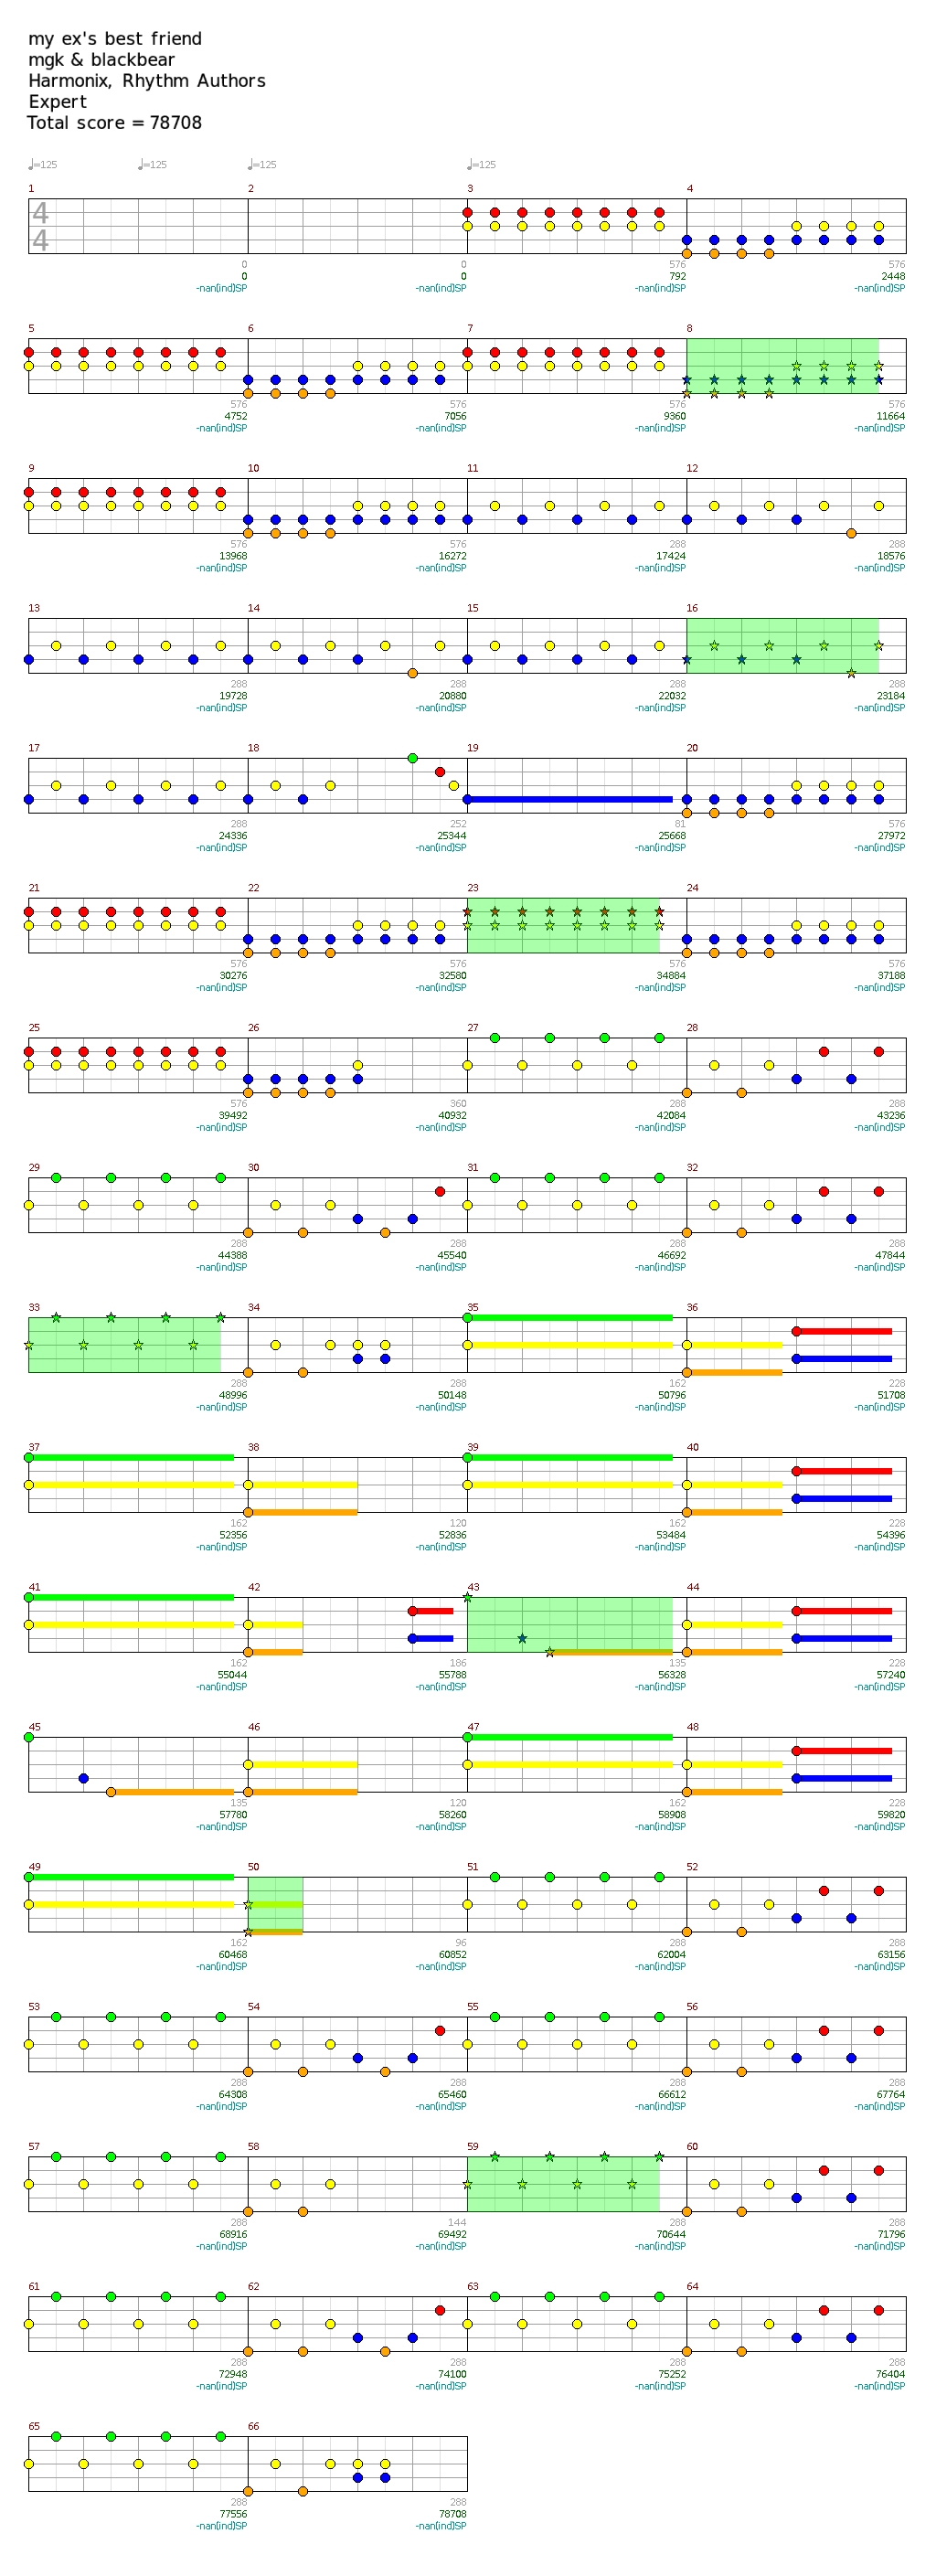 my ex's best friend
mgk & blackbear
Harmonix, Rhythm Authors
Expert
Total score = 78708
♩=125 ♩=125 ♩=125 ♩=125
1 2 3 4
4
4
0 0 576 576
0 0 792 2448
-nan(ind)SP -nan(ind)SP -nan(ind)SP -nan(ind)SP
5 6 7 8
576 576 576 576
4752 7056 9360 11664
-nan(ind)SP -nan(ind)SP -nan(ind)SP -nan(ind)SP
9 10 11 12
576 576 288 288
13968 16272 17424 18576
-nan(ind)SP -nan(ind)SP -nan(ind)SP -nan(ind)SP
13 14 15 16
288 288 288 288
19728 20880 22032 23184
-nan(ind)SP -nan(ind)SP -nan(ind)SP -nan(ind)SP
17 18 19 20
288 252 81 576
24336 25344 25668 27972
-nan(ind)SP -nan(ind)SP -nan(ind)SP -nan(ind)SP
21 22 23 24
576 576 576 576
30276 32580 34884 37188
-nan(ind)SP -nan(ind)SP -nan(ind)SP -nan(ind)SP
25 26 27 28
576 360 288 288
39492 40932 42084 43236
-nan(ind)SP -nan(ind)SP -nan(ind)SP -nan(ind)SP
29 30 31 32
288 288 288 288
44388 45540 46692 47844
-nan(ind)SP -nan(ind)SP -nan(ind)SP -nan(ind)SP
33 34 35 36
288 288 162 228
48996 50148 50796 51708
-nan(ind)SP -nan(ind)SP -nan(ind)SP -nan(ind)SP
37 38 39 40
162 120 162 228
52356 52836 53484 54396
-nan(ind)SP -nan(ind)SP -nan(ind)SP -nan(ind)SP
41 42 43 44
162 186 135 228
55044 55788 56328 57240
-nan(ind)SP -nan(ind)SP -nan(ind)SP -nan(ind)SP
45 46 47 48
135 120 162 228
57780 58260 58908 59820
-nan(ind)SP -nan(ind)SP -nan(ind)SP -nan(ind)SP
49 50 51 52
162 96 288 288
60468 60852 62004 63156
-nan(ind)SP -nan(ind)SP -nan(ind)SP -nan(ind)SP
53 54 55 56
288 288 288 288
64308 65460 66612 67764
-nan(ind)SP -nan(ind)SP -nan(ind)SP -nan(ind)SP
57 58 59 60
288 144 288 288
68916 69492 70644 71796
-nan(ind)SP -nan(ind)SP -nan(ind)SP -nan(ind)SP
61 62 63 64
288 288 288 288
72948 74100 75252 76404
-nan(ind)SP -nan(ind)SP -nan(ind)SP -nan(ind)SP
65 66
288 288
77556 78708
-nan(ind)SP -nan(ind)SP